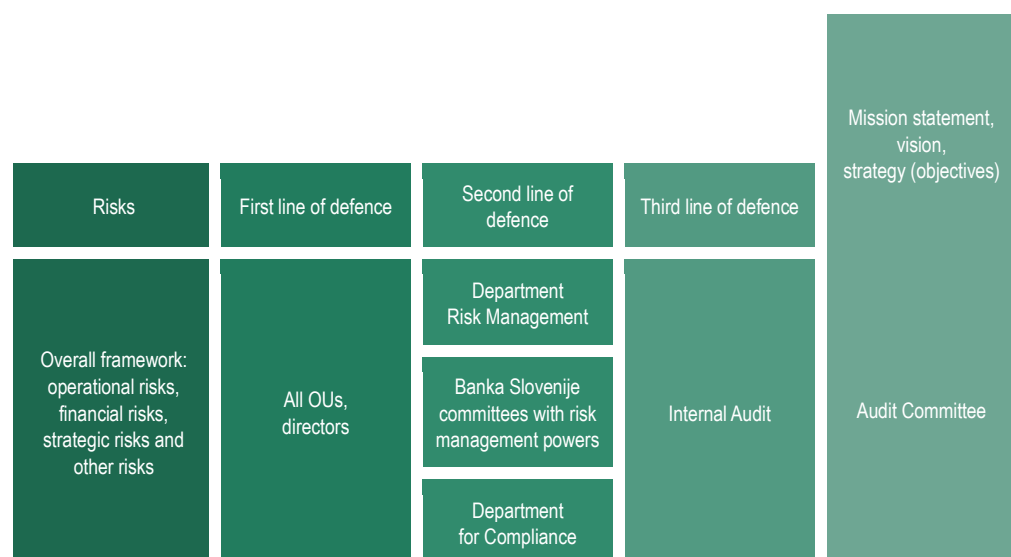 Mission statement,
vision,
strategy (objectives)
Risks
First line of defence
Second line of
defence
Third line of defence
Overall framework:
operational risks,
financial risks,
strategic risks and
other risks
All OUs,
directors
Department
Risk Management
Banka Slovenije
committees with risk
management powers
Department
for Compliance
Internal Audit
Audit Committee